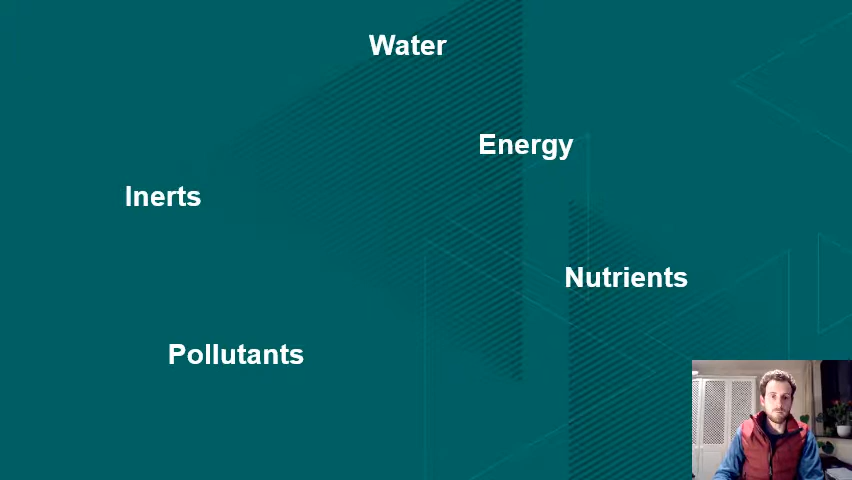 Water
Energy
Inerts
Nutrients
Pollutants